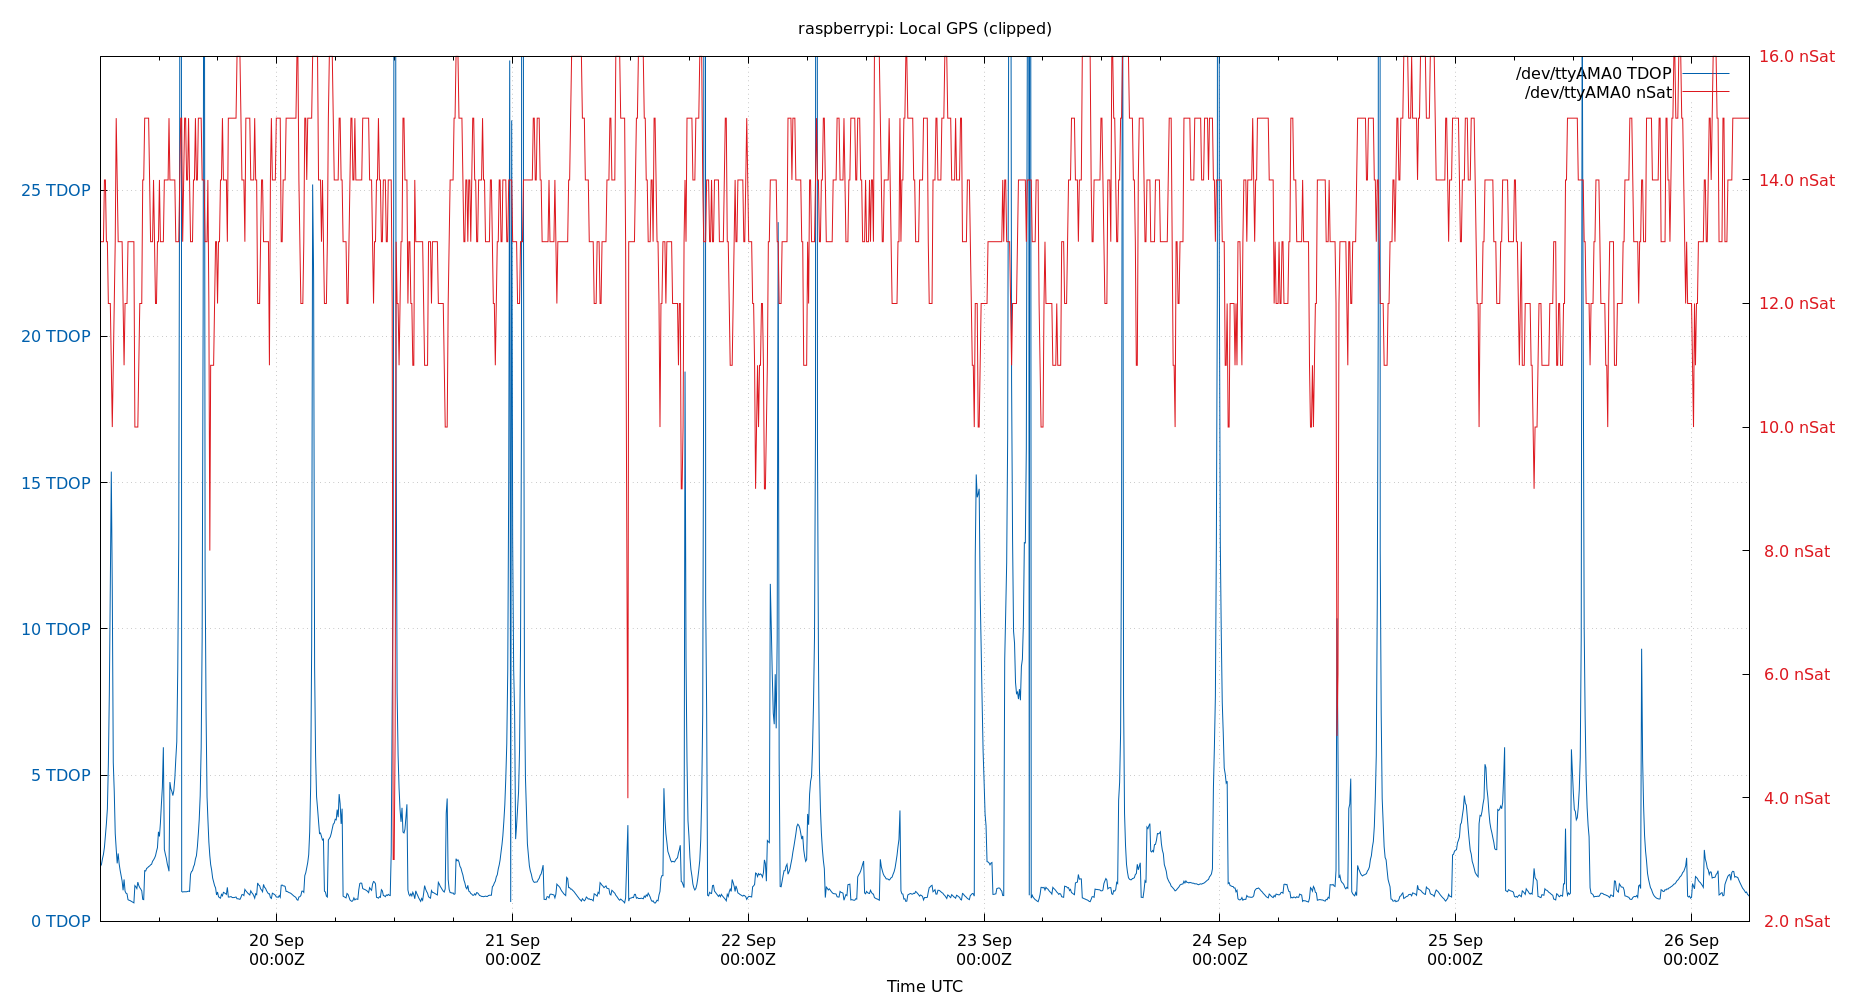 raspberrypi: Local GPS (clipped)
16.0 nSat
/dev/ttyAMA0 TDOP
/dev/ttyAMA0 nSat
25 TDOP
14.0 nSat
12.0 nSat
20 TDOP
10.0 nSat
15 TDOP
8.0 nSat
10 TDOP
6.0 nSat
5 TDOP
4.0 nSat
0 TDOP
2.0 nSat
20 Sep 21 Sep 22 Sep 23 Sep 24 Sep 25 Sep 26 Sep
00:00Z 00:00Z 00:00Z 00:00Z 00:00Z 00:00Z 00:00Z
Time UTC